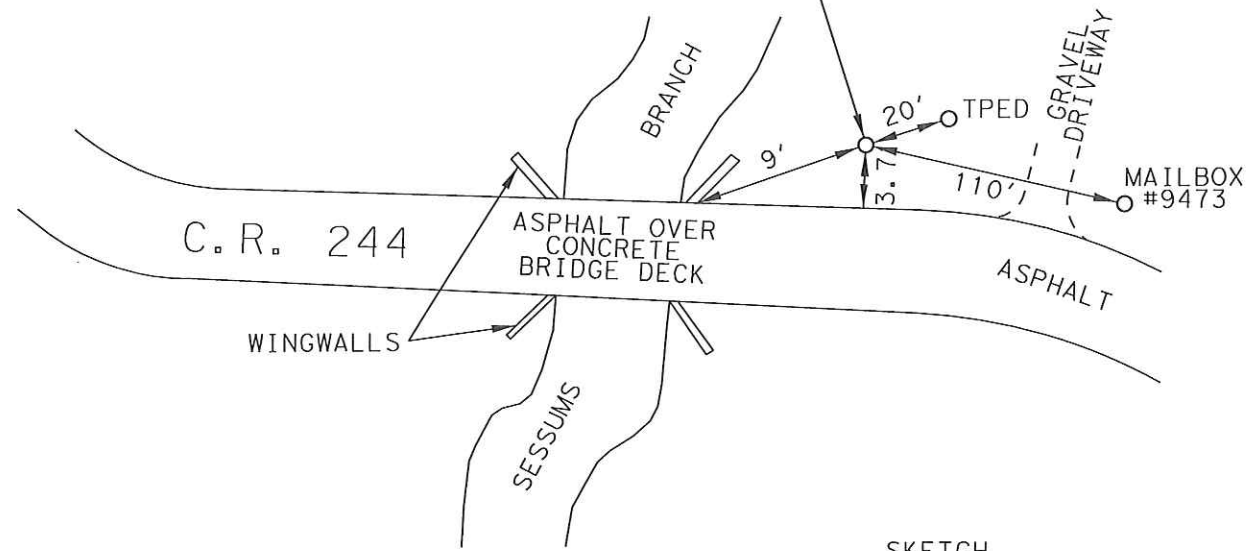 BRANCH
GRAVEL
DRIVEWAY
20'
TPED
9'
3.7
110'
MAILBOX
#9473
C.R. 244
ASPHALT OVER
CONCRETE
BRIDGE DECK
ASPHALT
WINGWALLS
SESSUMS